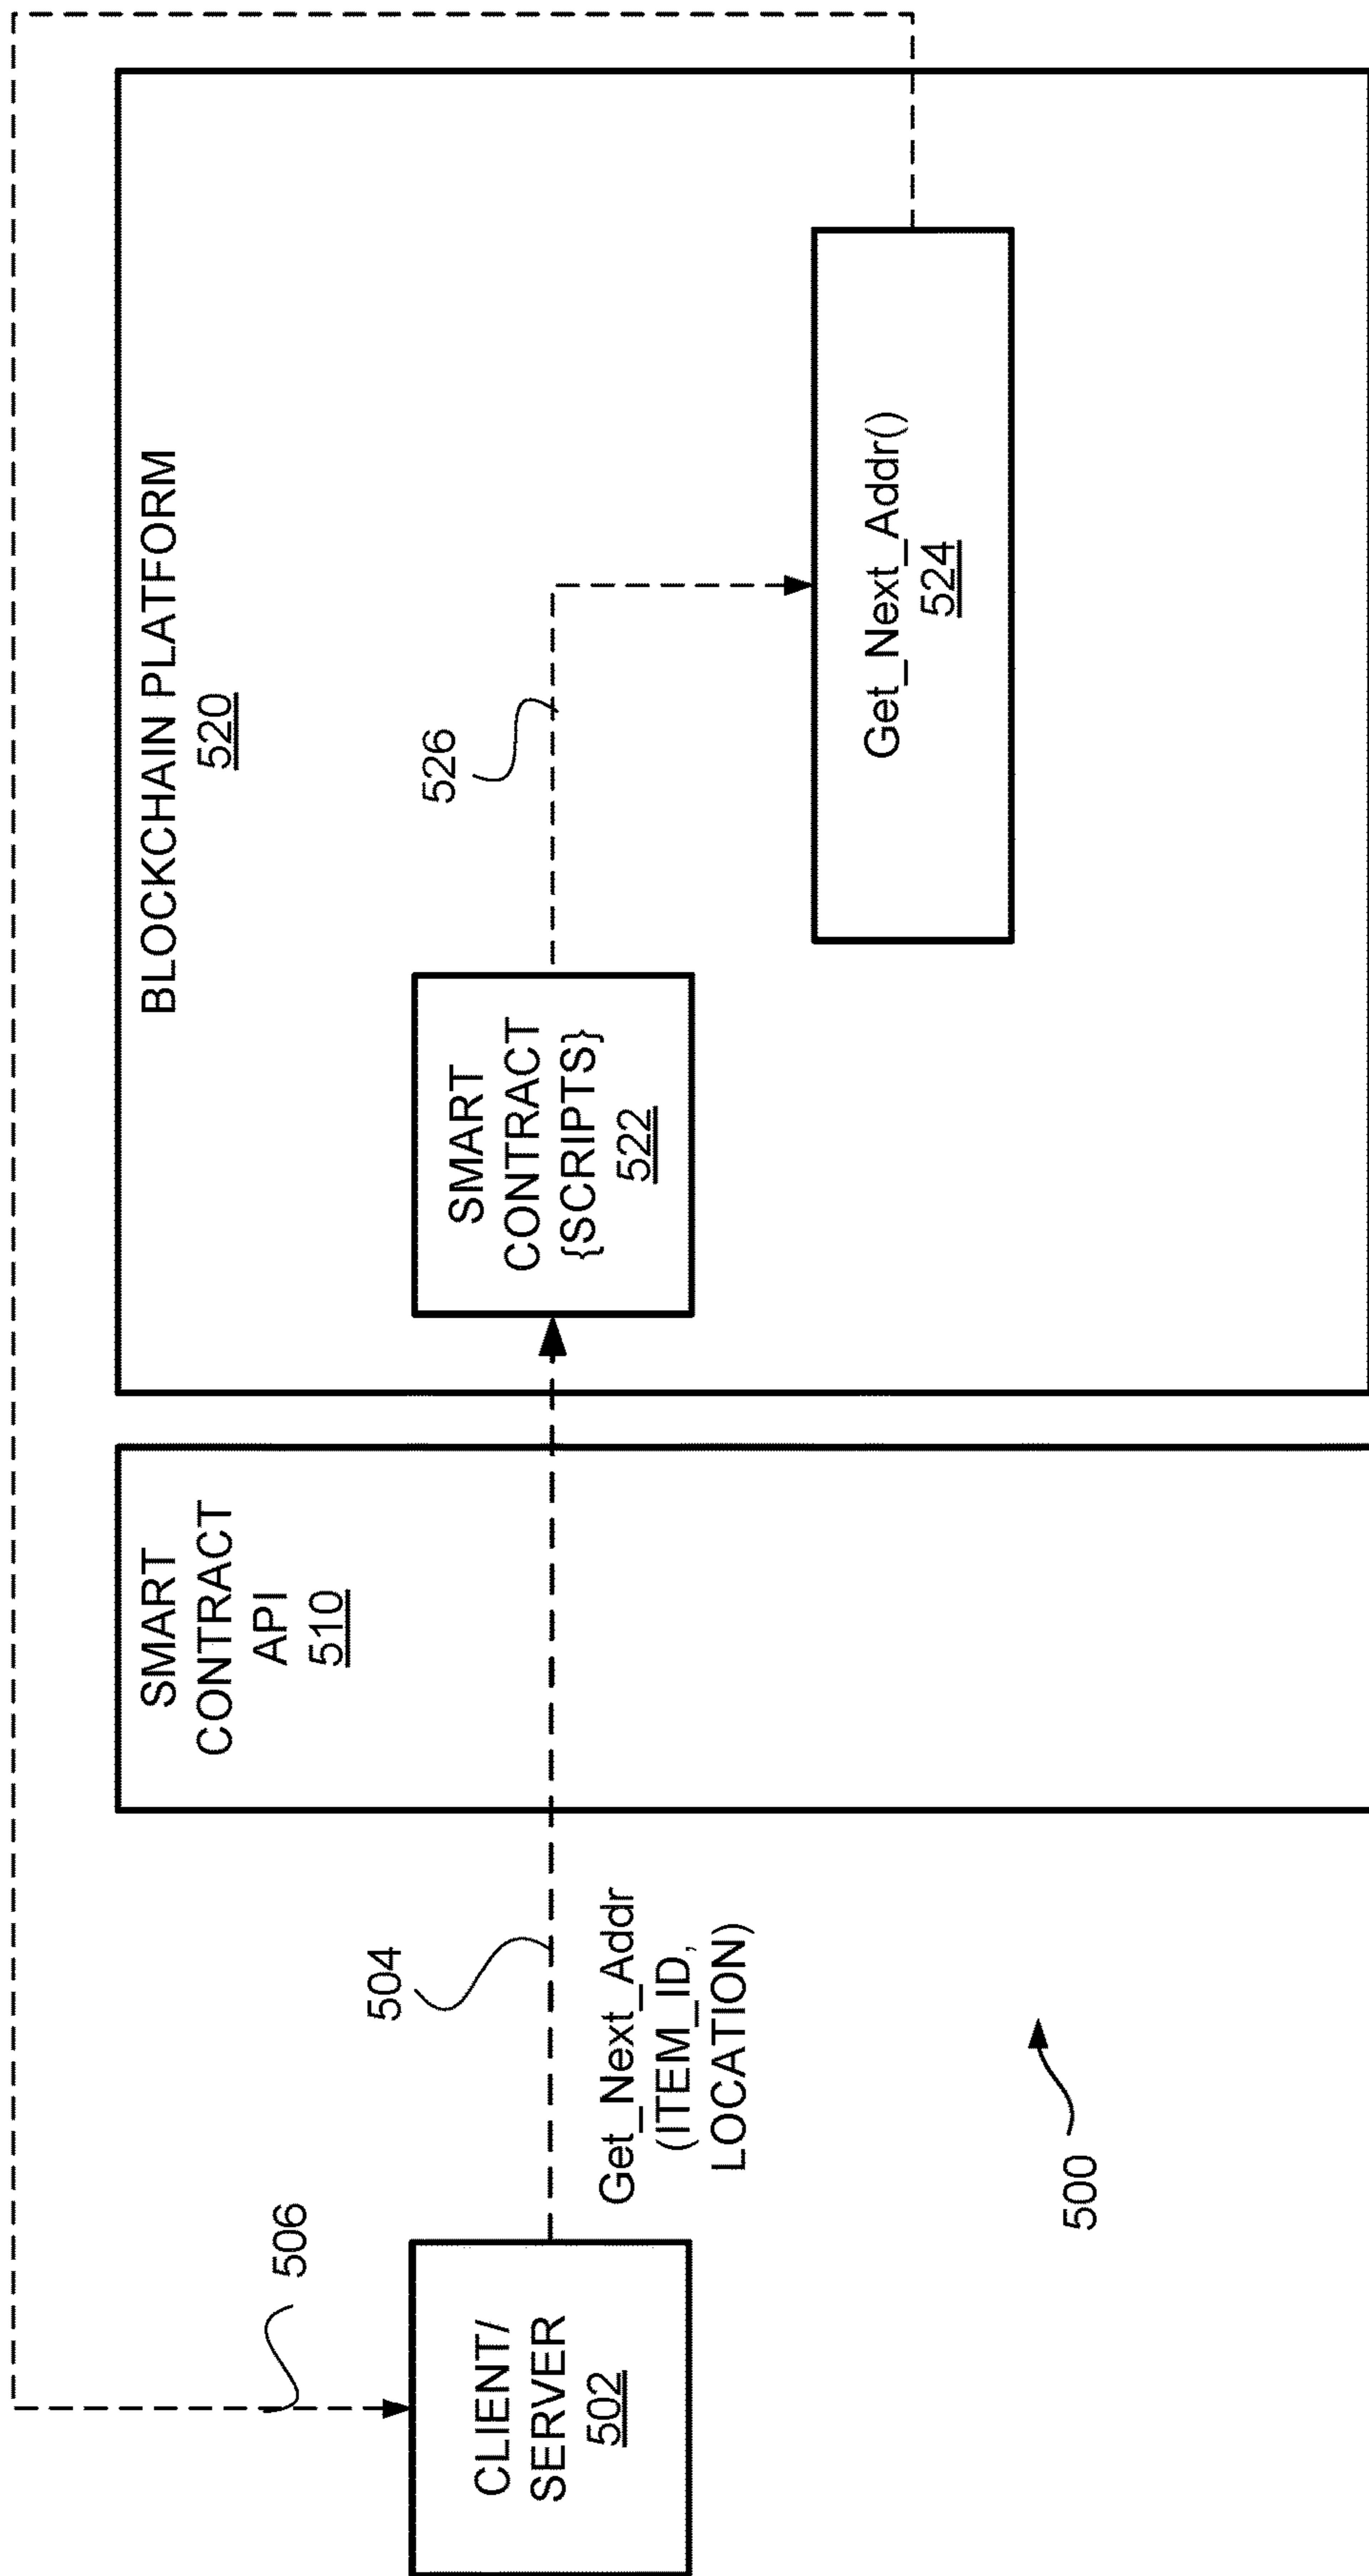 506
CLIENT/
SERVER
502
504
Get_Next_Addr
(ITEM_ID,
LOCATION)
500
SMART
CONTRACT
API
510
BLOCKCHAIN PLATFORM
520
SMART
CONTRACT
{SCRIPTS}
522
526
Get_Next_Addr()
524